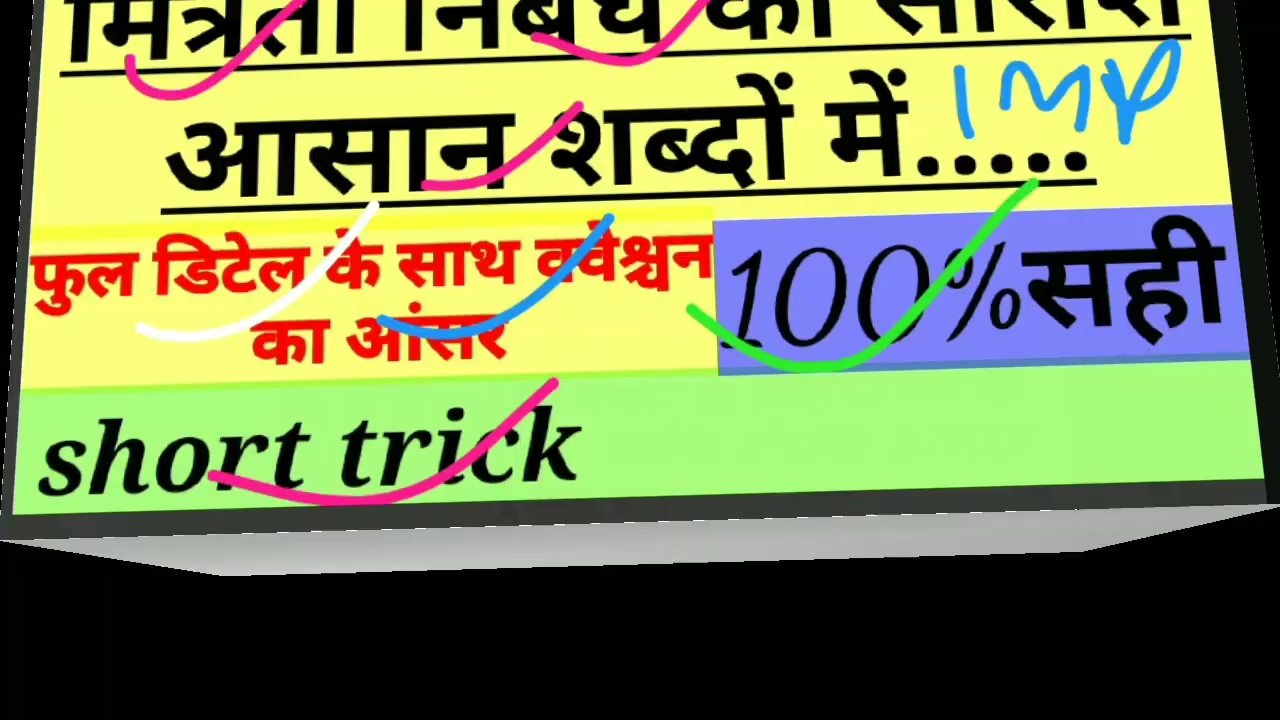 मित्रता निबंध का सारांश
आसान शब्दों में..... IMP
फुल डिटेल के साथ क्वेश्चन
का आंसर
100%सही
short trick